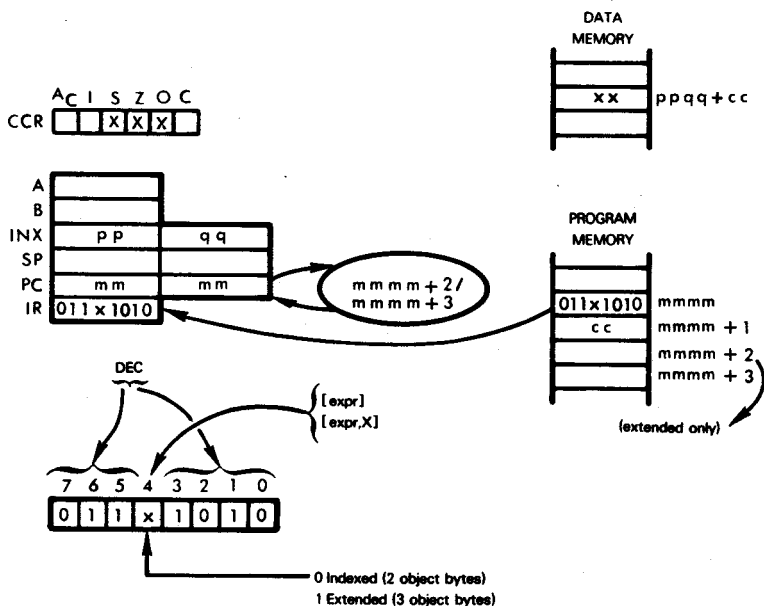 DATA
MEMORY
xx
ppqq+cc
AC I S Z O C
CCR X X X
A
B
INX pp qq
SP
PC mm mm
IR 011x1010
mmmm+2/
mmmm+3
PROGRAM
MEMORY
011x1010 mmmm
cc mmmm + 1
mmmm + 2
mmmm + 3
(extended only)
DEC
[expr]
[expr,X]
7 6 5 4 3 2 1 0
0 1 1 x 1 0 1 0
0 Indexed (2 object bytes)
1 Extended (3 object bytes)